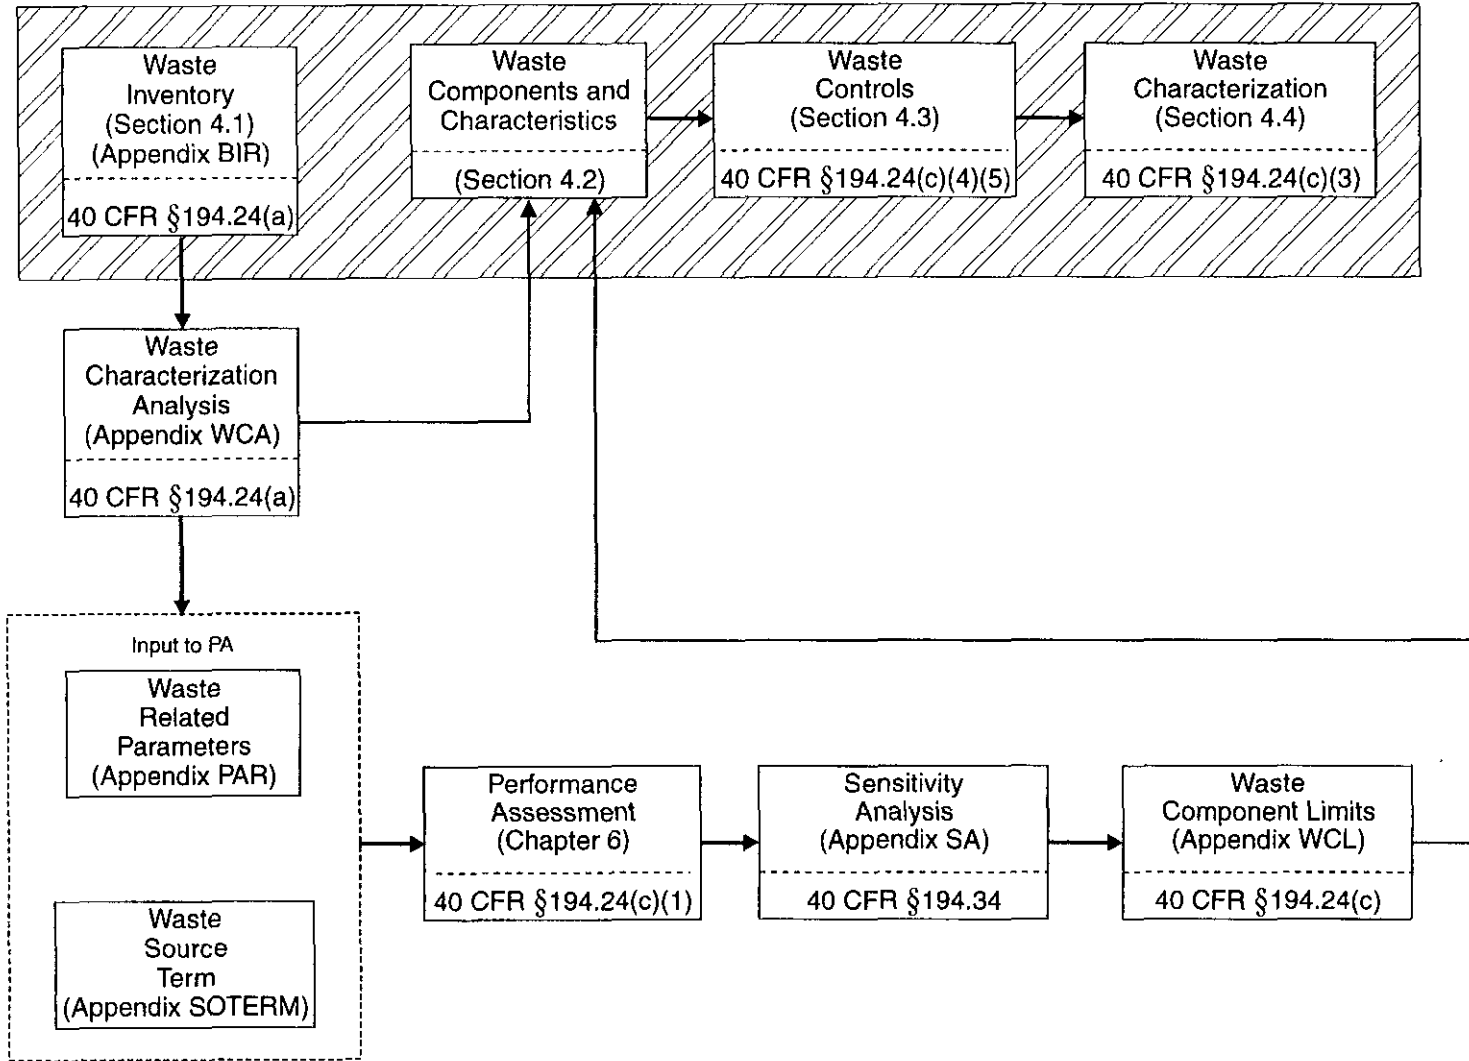 Waste
Inventory
(Section 4.1)
(Appendix BIR)
40 CFR §194.24(a)
Waste
Components and
Characteristics
(Section 4.2)
Waste
Controls
(Section 4.3)
40 CFR §194.24(c)(4)(5)
Waste
Characterization
(Section 4.4)
40 CFR §194.24(c)(3)
Waste
Characterization
Analysis
(Appendix WCA)
40 CFR §194.24(a)
Input to PA
Waste
Related
Parameters
(Appendix PAR)
Waste
Source
Term
(Appendix SOTERM)
Performance
Assessment
(Chapter 6)
40 CFR §194.24(c)(1)
Sensitivity
Analysis
(Appendix SA)
40 CFR §194.34
Waste
Component Limits
(Appendix WCL)
40 CFR §194.24(c)